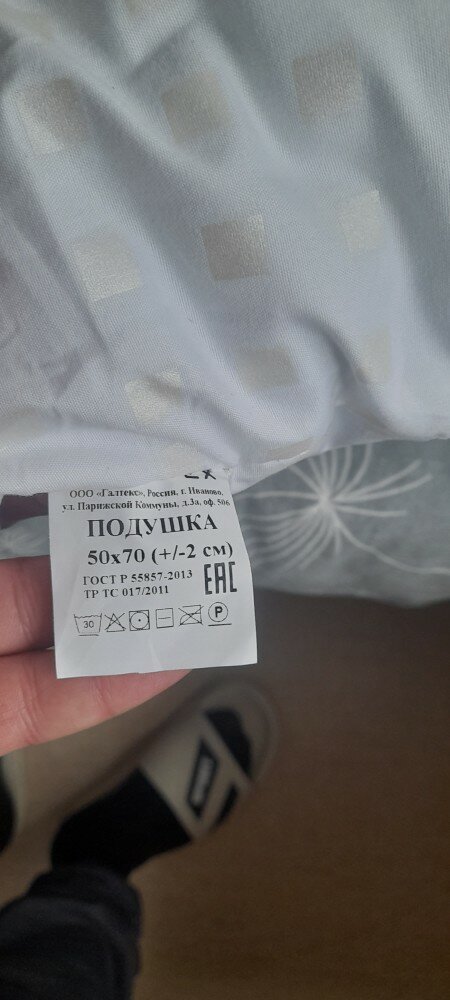 ООО «Галтекс», Россия, г. Иваново,
ул. Парижской Коммуны, д.3а, оф. 506
ПОДУШКА
50х70 (+/-2 см)
ГОСТ Р 55857-2013
ТР ТС 017/2011
EAC
30
P